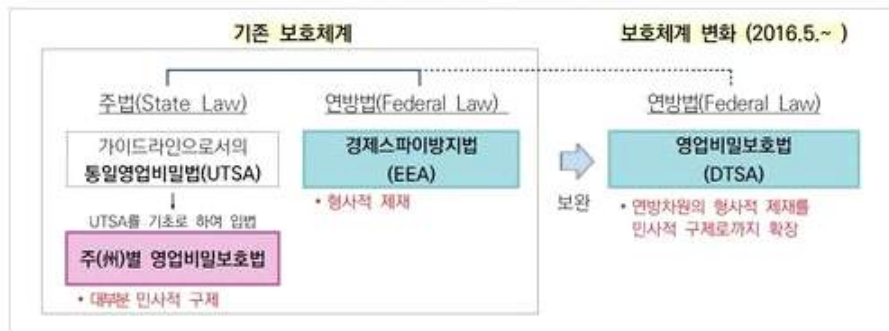 기존 보호체계
보호체계 변화 (2016.5.~ )
주법(State Law)
연방법(Federal Law)
연방법(Federal Law)
가이드라인으로서의
통일영업비밀법(UTSA)
경제스파이방지법
(EEA)
영업비밀보호법
(DTSA)
• 형사적 제재
보완
UTSA를 기초로 하여 입법
• 연방차원의 형사적 제재를
민사적 구제로까지 확장
주(州)별 영업비밀보호법
• 대부분 민사적 구제